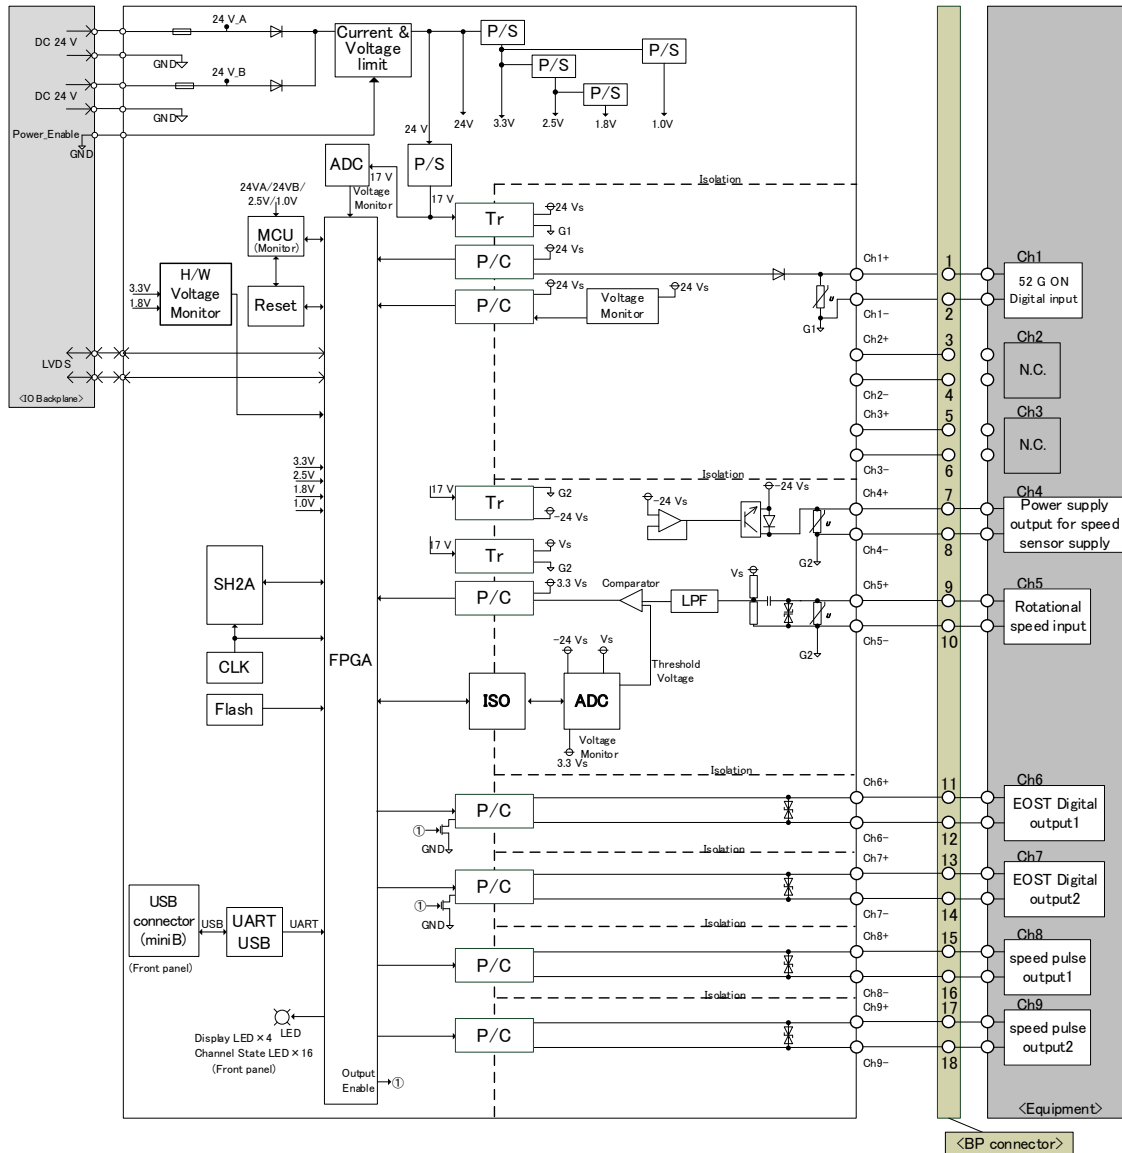 24 V_A
DC 24 V
GND
Current &
Voltage
limit
P/S
P/S
P/S
P/S
24 V_B
DC 24 V
GND
24V
3.3V
2.5V
1.8V
1.0V
Power_Enable
GND
24 V
P/S
ADC
17 V
Voltage
Monitor
17 V
Isolation
24VA/24VB/
2.5V/1.0V
MCU
(Monitor)
Reset
H/W
Voltage
Monitor
3.3V
1.8V
LVDS
<IO Backplane>
Tr
24 Vs
G1
P/C
24 Vs
P/C
24 Vs
Voltage
Monitor
24 Vs
G1
Ch1+
1
Ch1-
2
Ch1
52 G ON
Digital input
Ch2+
3
Ch2-
4
Ch2
N.C.
Ch3+
5
Ch3-
6
Ch3
N.C.
Isolation
3.3V
2.5V
1.8V
1.0V
17 V
Tr
G2
-24 Vs
-24 Vs
-24 Vs
G2
Ch4+
7
Ch4-
8
Ch4
Power supply
output for speed
sensor supply
17 V
Tr
Vs
G2
P/C
3.3 Vs
Comparator
LPF
Vs
G2
Ch5+
9
Ch5-
10
Ch5
Rotational
speed input
SH2A
CLK
Flash
FPGA
ISO
ADC
-24 Vs
Vs
Threshold
Voltage
Voltage
Monitor
3.3 Vs
Isolation
P/C
①
GND
Ch6+
11
Ch6-
12
Ch6
EOST Digital
output1
Isolation
P/C
①
GND
Ch7+
13
Ch7-
14
Ch7
EOST Digital
output2
Isolation
USB
connector
(miniB)
(Front panel)
USB
UART
USB
UART
P/C
Ch8+
15
Ch8-
16
Ch8
speed pulse
output1
Isolation
P/C
Ch9+
17
Ch9-
18
Ch9
speed pulse
output2
LED
Display LED×4
Channel State LED×16
(Front panel)
Output
Enable
①
<Equipment>
<BP connector>